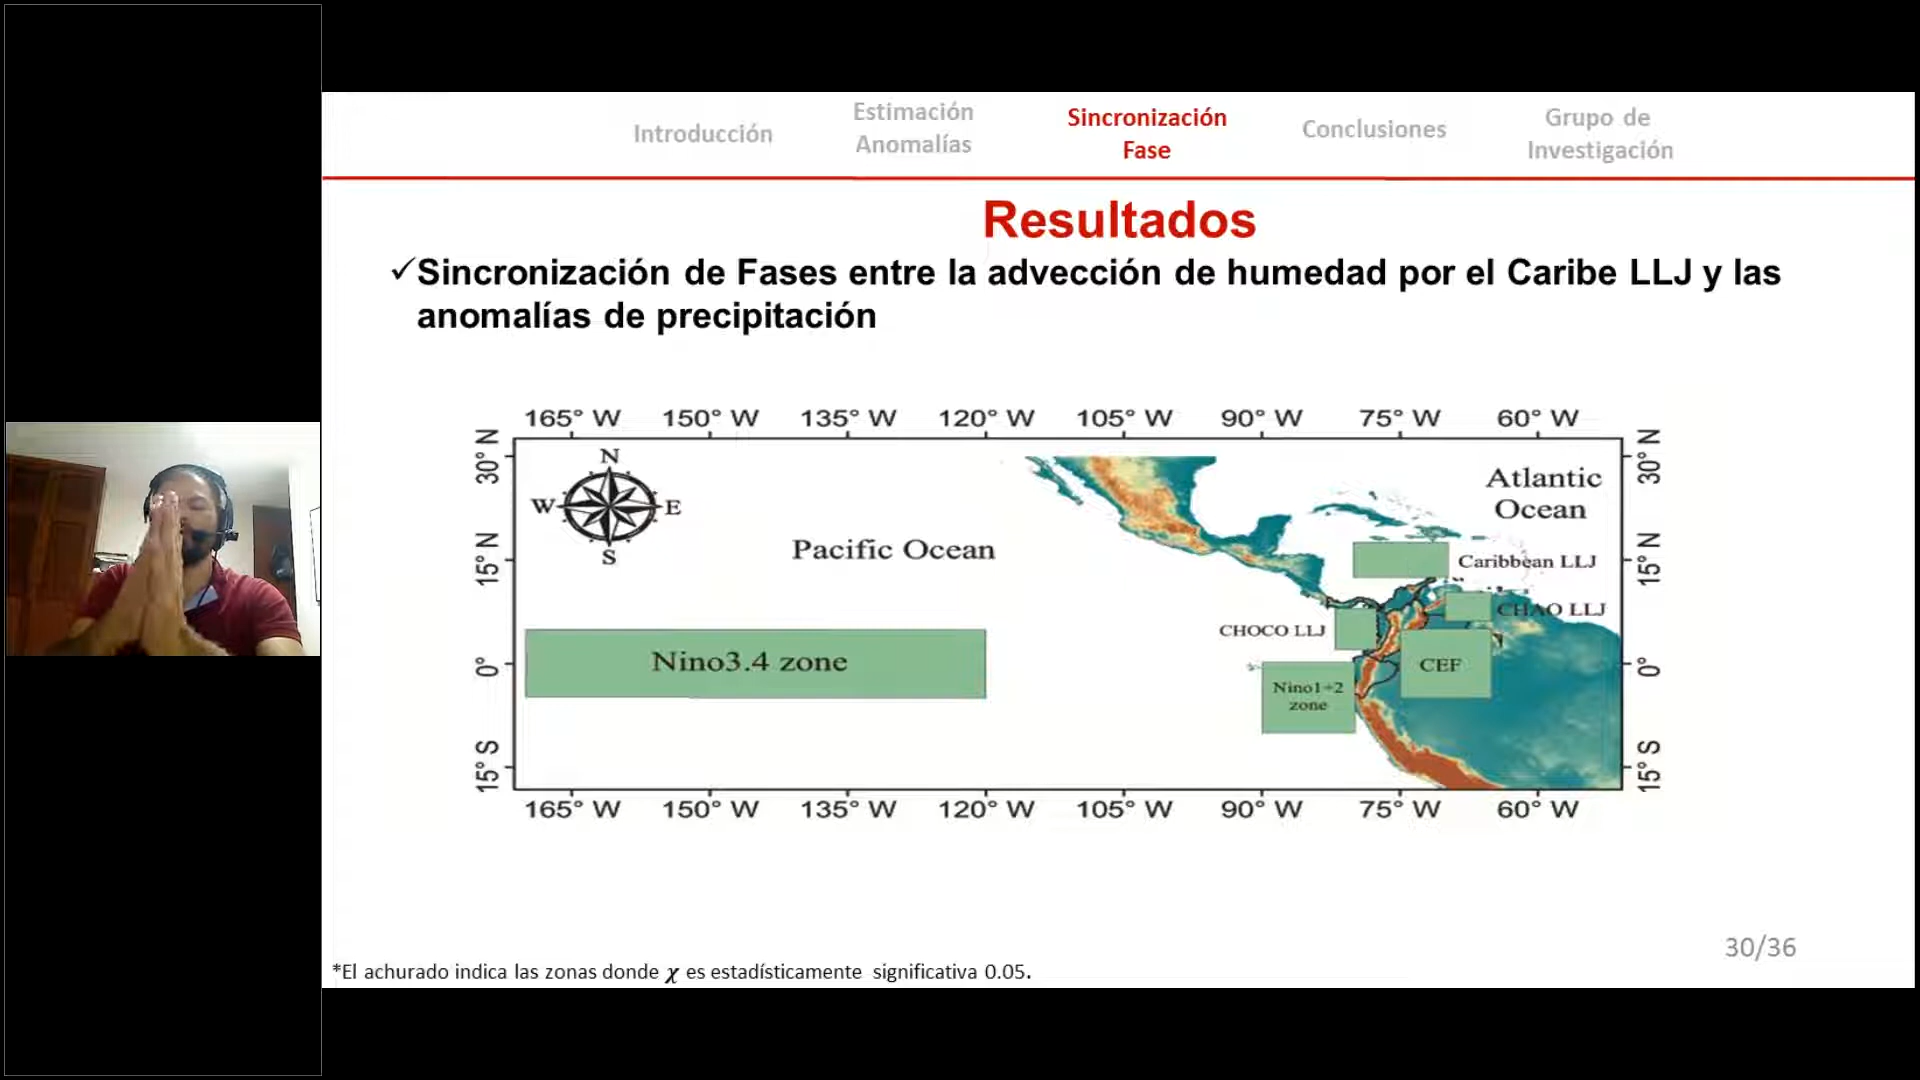 Introducción
Estimación
Anomalías
Sincronización
Fase
Conclusiones
Grupo de
Investigación
Resultados
✓Sincronización de Fases entre la advección de humedad por el Caribe LLJ y las
anomalías de precipitación
165° W 150° W 135° W 120° W 105° W 90° W 75° W 60° W
30° N
15° N
0°
15° S
N
W E
S
Pacific Ocean
Atlantic
Ocean
Caribbean LLJ
CHAO LLJ
CHOCO LLJ
Nino3.4 zone
CEF
Nino1+2
zone
30° N
15° N
0°
15° S
165° W 150° W 135° W 120° W 105° W 90° W 75° W 60° W
30/36
*El achurado indica las zonas donde χ es estadísticamente significativa 0.05.